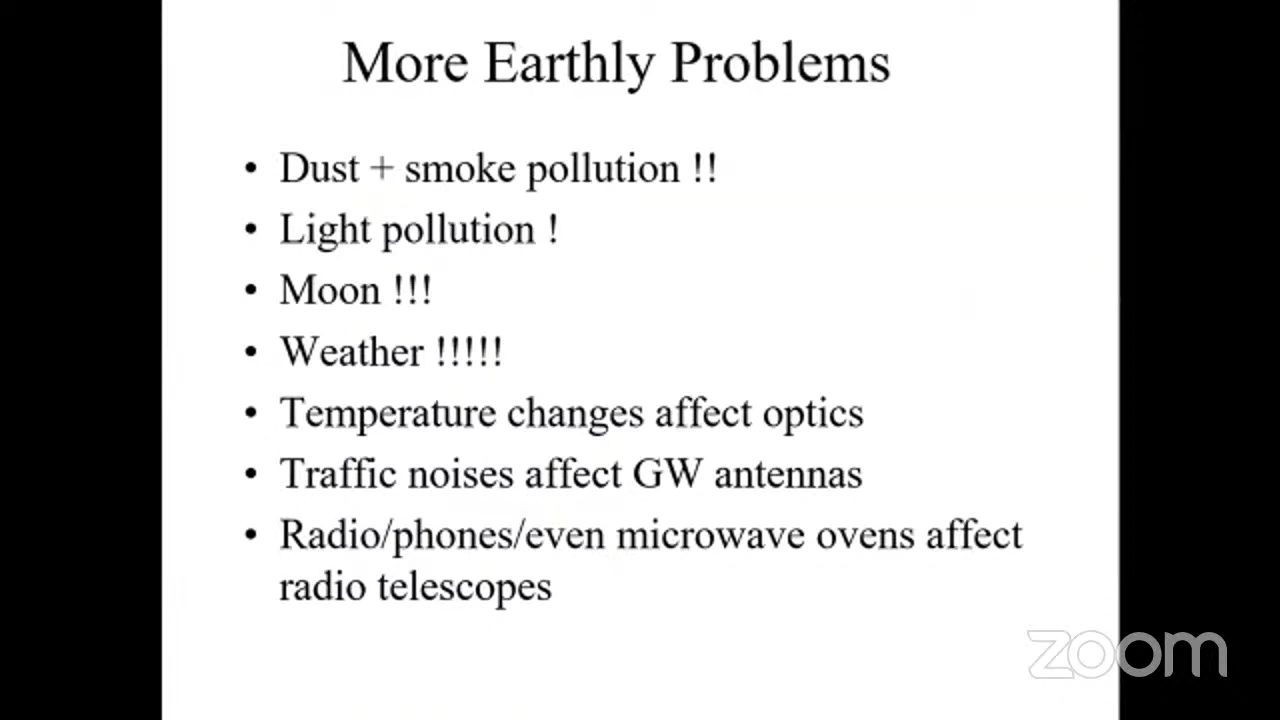 More Earthly Problems
• Dust + smoke pollution !!
• Light pollution !
• Moon !!!
• Weather !!!!!
• Temperature changes affect optics
• Traffic noises affect GW antennas
• Radio/phones/even microwave ovens affect
radio telescopes
zoom